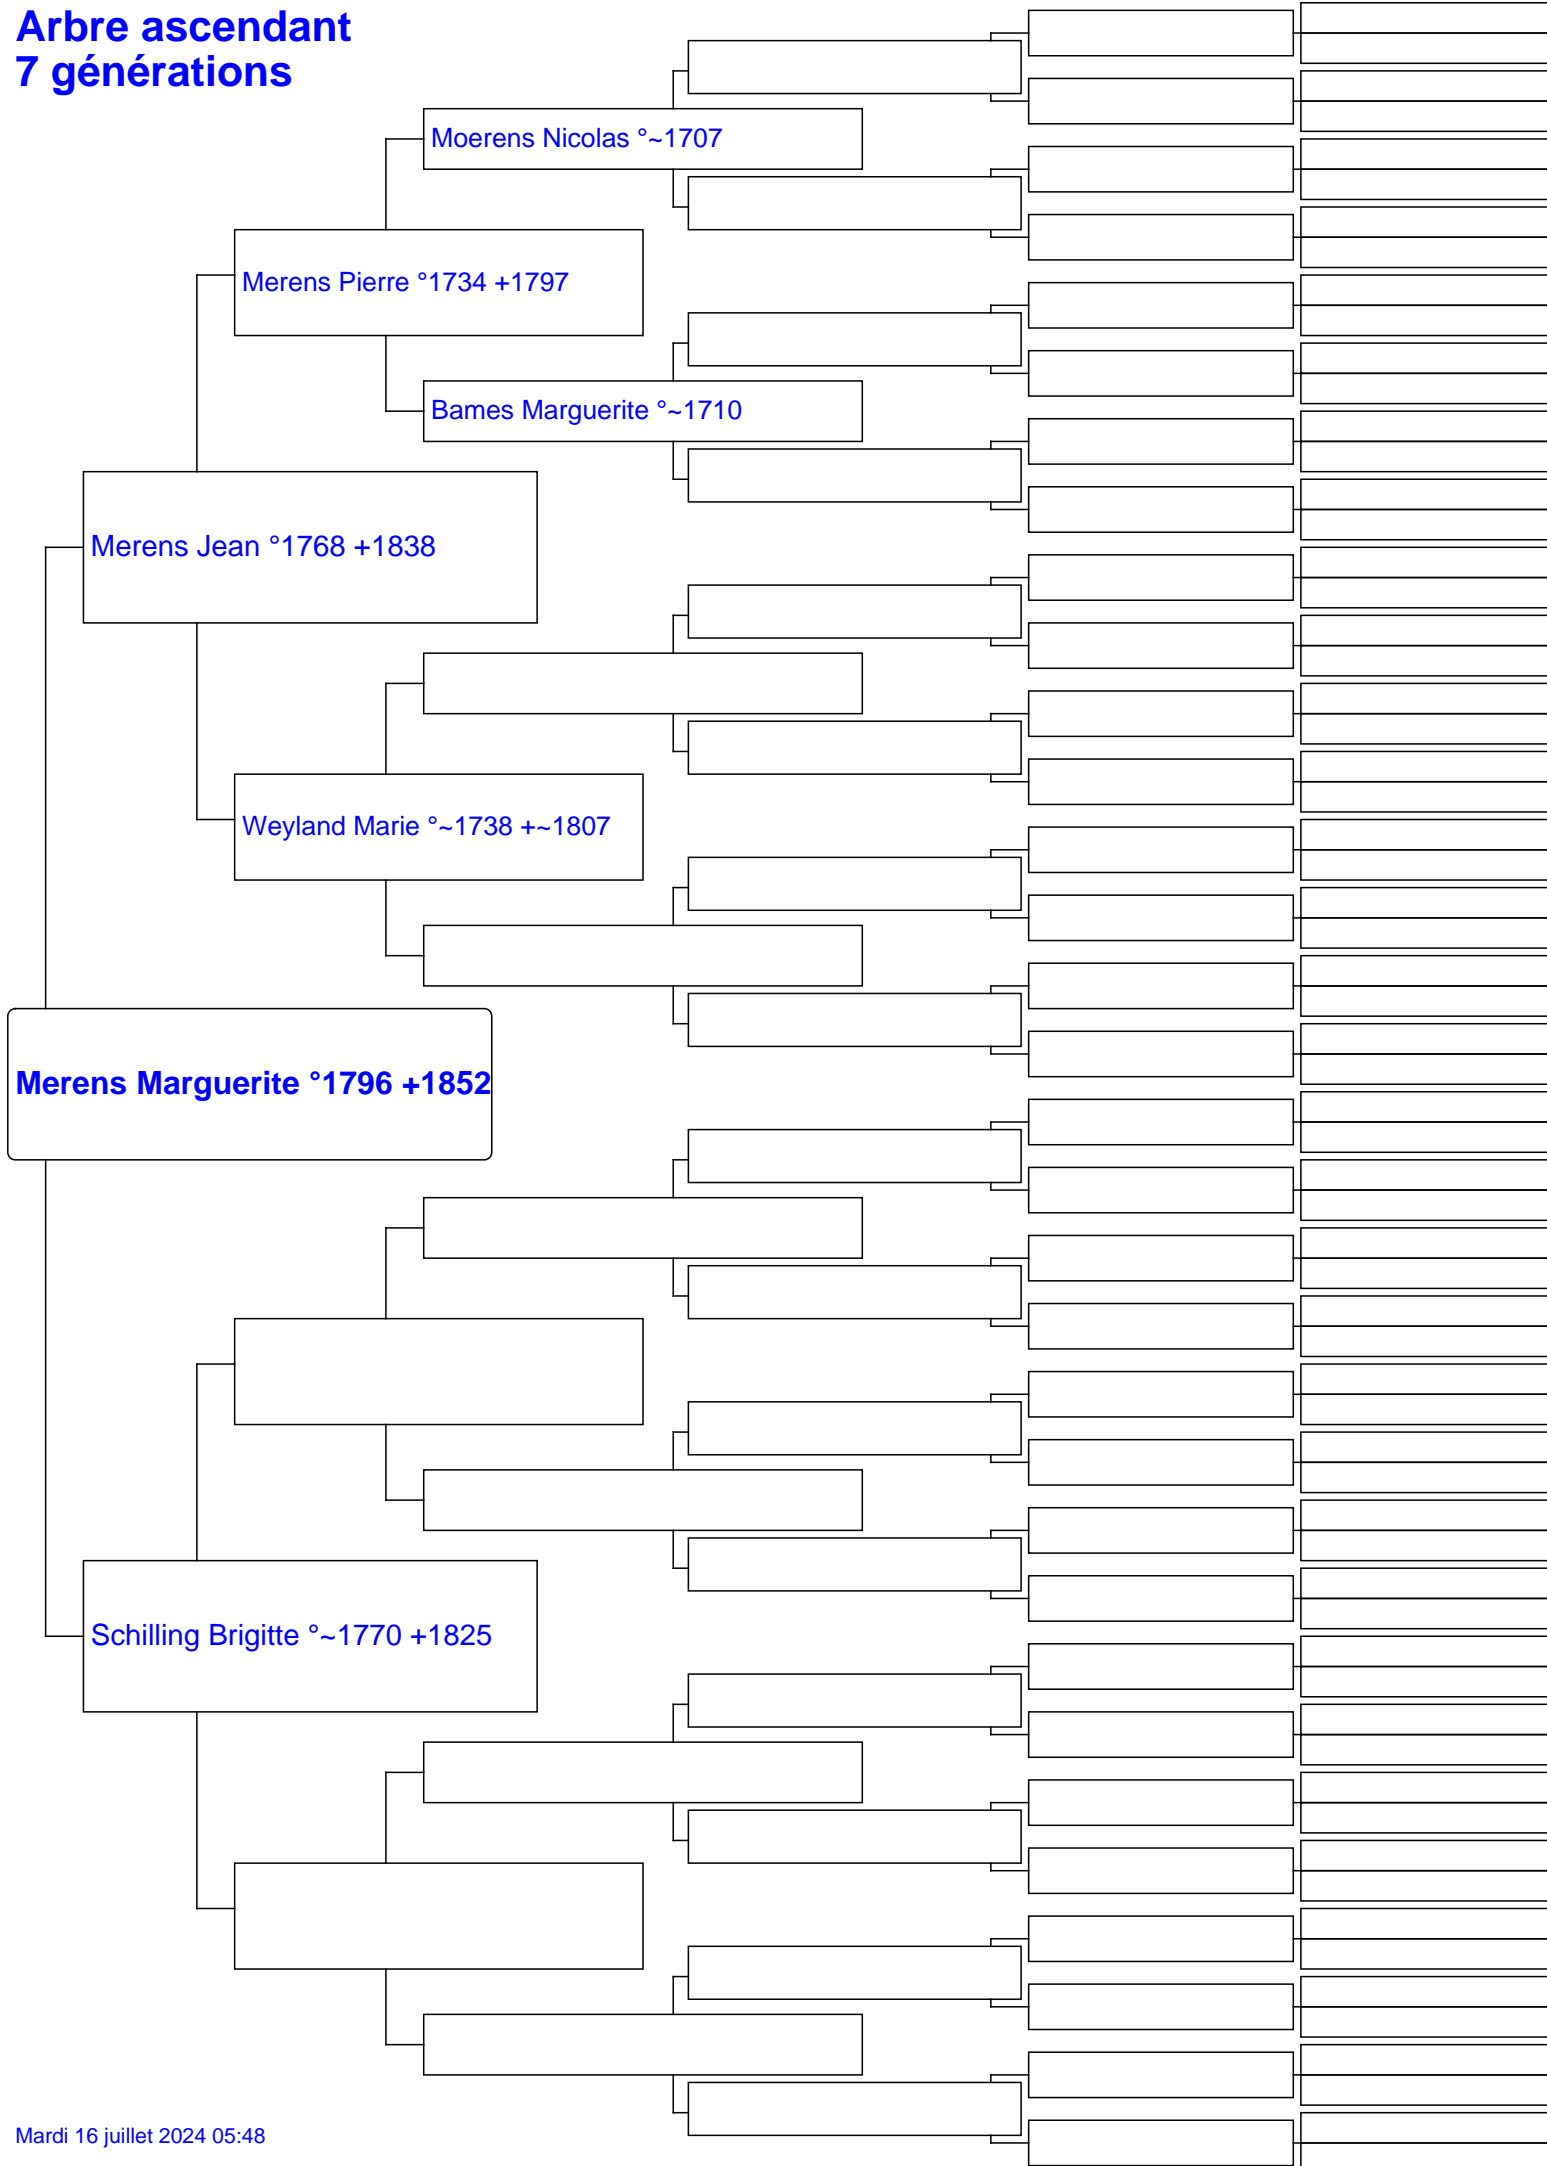 Arbre ascendant
7 générations
Moerens Nicolas °~1707
Merens Pierre °1734 +1797
Bames Marguerite °~1710
Merens Jean °1768 +1838
Weyland Marie °~1738 +~1807
Merens Marguerite °1796 +1852
Schilling Brigitte °~1770 +1825
Mardi 16 juillet 2024 05:48